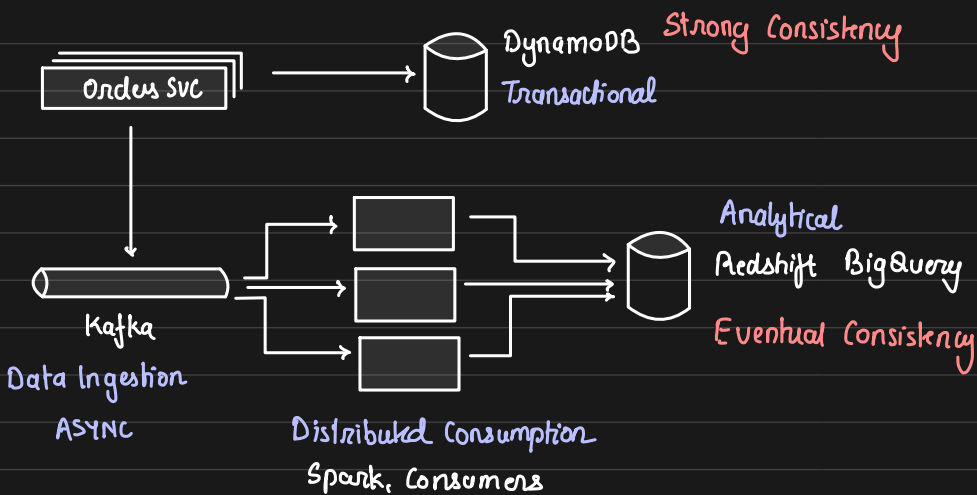 Orders SVC
DynamoDB
Strong Consistency
Transactional
Kafka
Data Ingestion
ASYNC
Distributed Consumption
Spark, Consumers
Analytical
Redshift BigQuery
Eventual Consistency